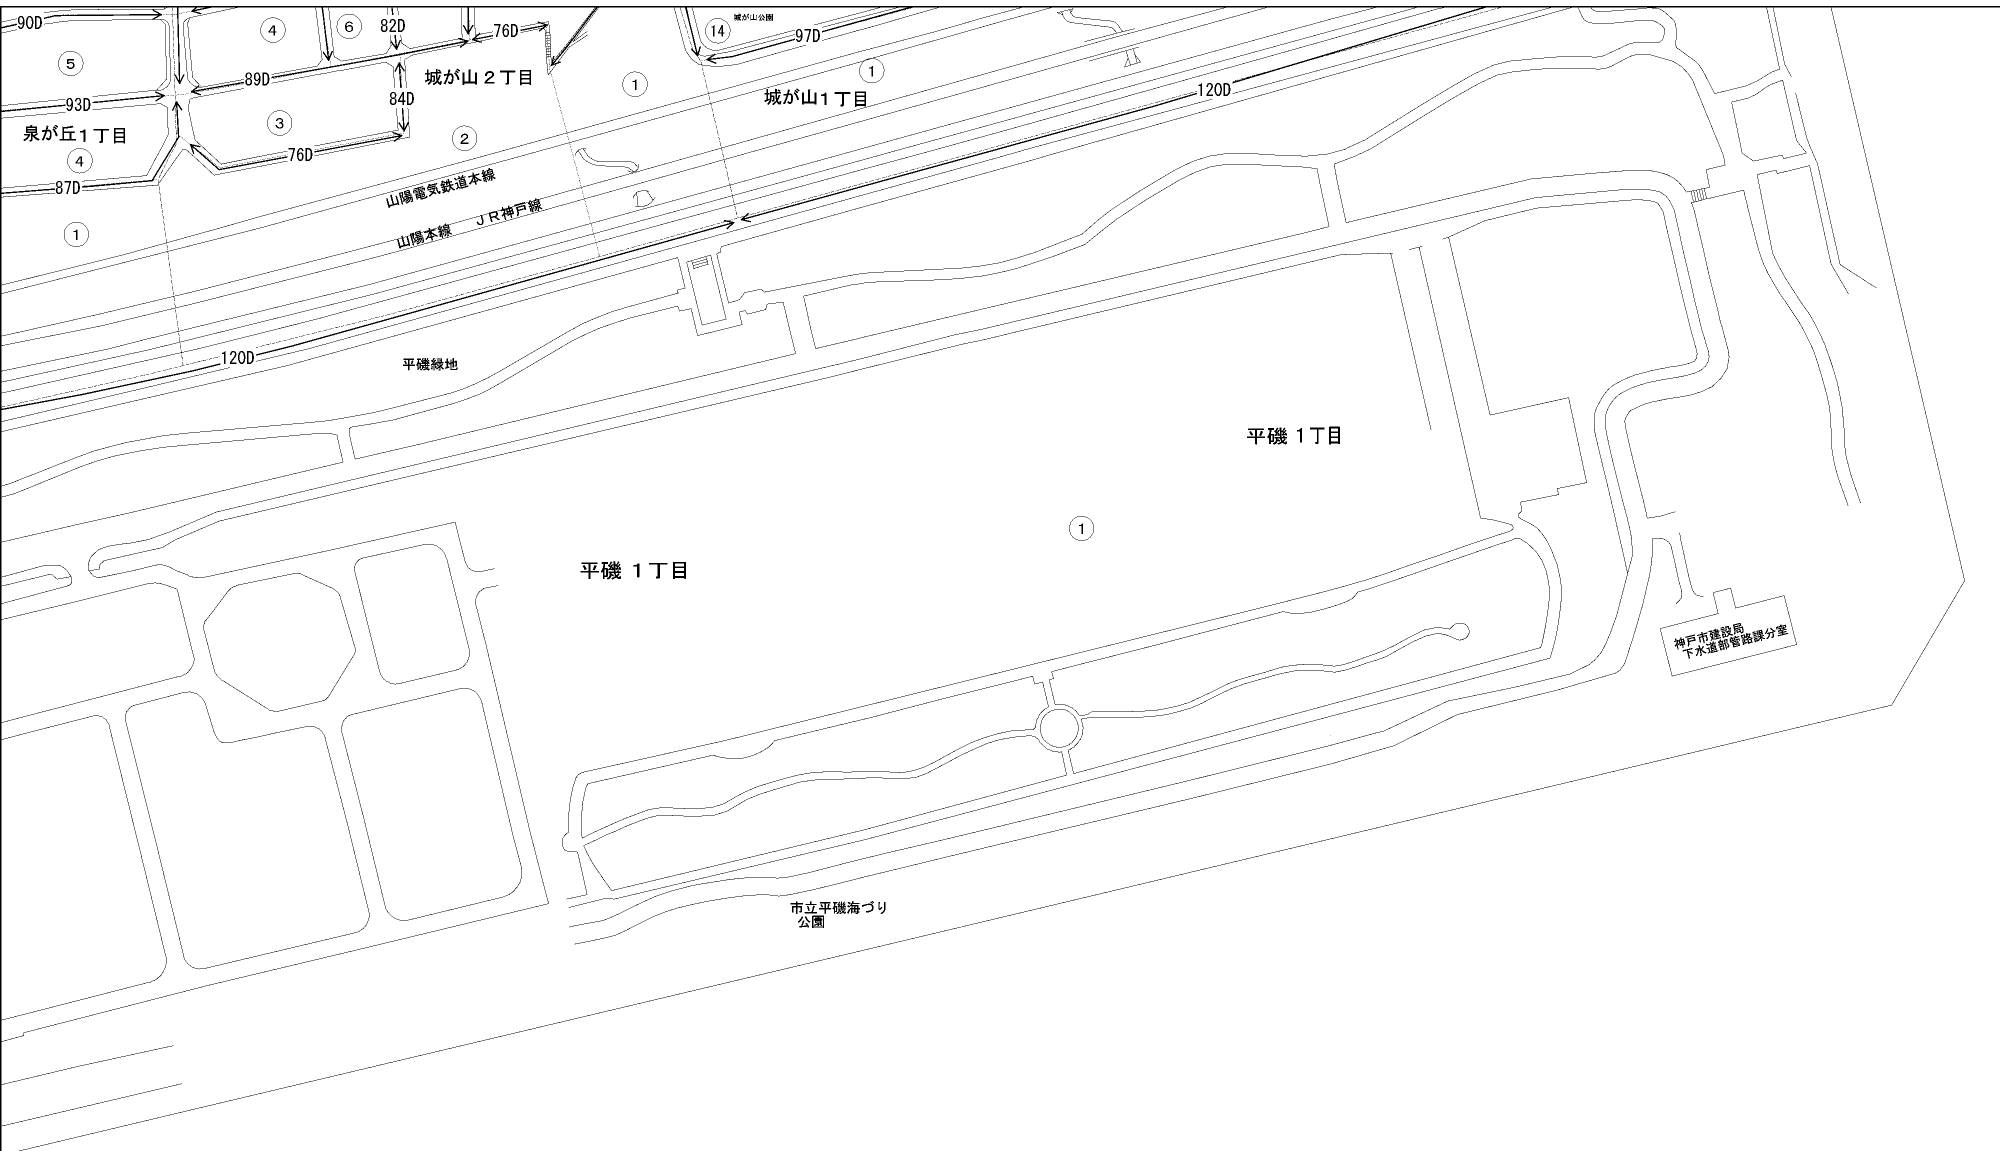 90D
④
⑥
82D
76D
⑭
城が山公園
97D
⑤
89D
城が山２丁目
①
①
城が山１丁目
93D
84D
120D
泉が丘１丁目
③
②
④
76D
87D
山陽電気鉄道本線
山陽本線　ＪＲ神戸線
①
120D
平磯緑地
平磯 １丁目
①
平磯 １丁目
神戸市建設局
下水道部管路課分室
市立平磯海づり
公園